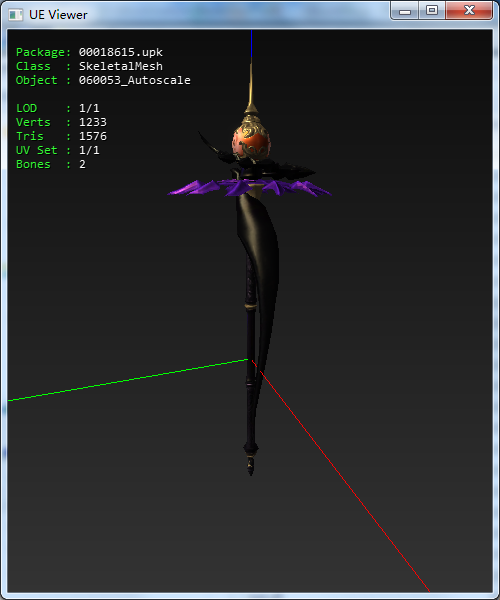 UE Viewer
Package: 00018615.upk
Class  : SkeletalMesh
Object : 060053_Autoscale
LOD    : 1/1
Verts  : 1233
Tris   : 1576
UV Set : 1/1
Bones  : 2